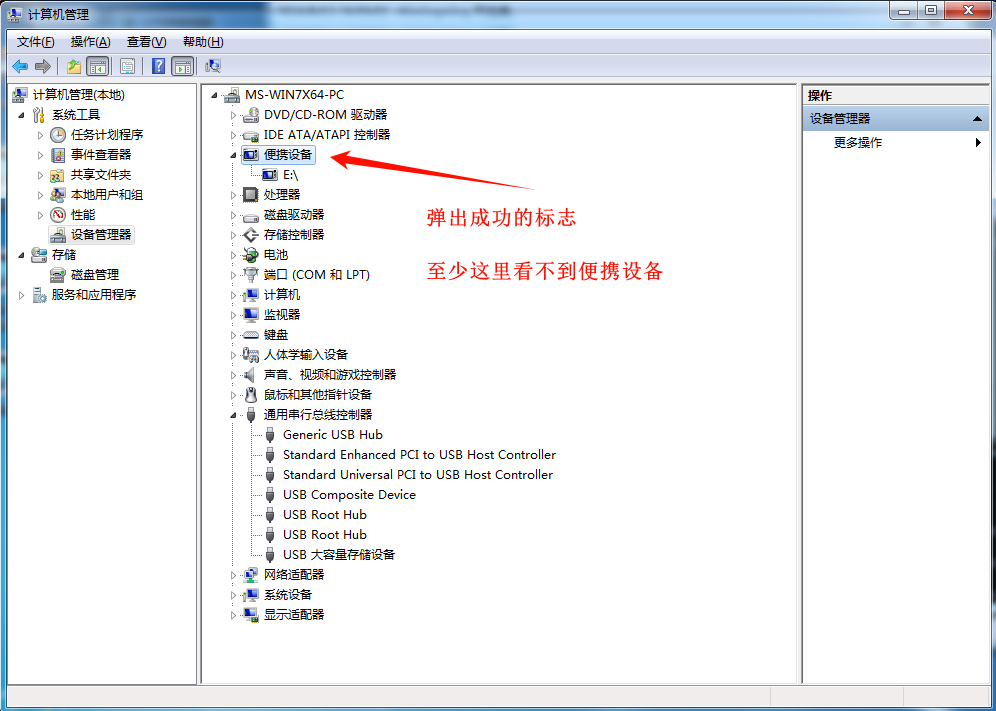 计算机管理
文件(F) 操作(A) 查看(V) 帮助(H)
计算机管理(本地)
系统工具
任务计划程序
事件查看器
共享文件夹
本地用户和组
性能
设备管理器
存储
磁盘管理
服务和应用程序
MS-WIN7X64-PC
DVD/CD-ROM 驱动器
IDE ATA/ATAPI 控制器
便携设备
E:\
处理器
磁盘驱动器
存储控制器
电池
端口 (COM 和 LPT)
计算机
监视器
键盘
人体学输入设备
声音、视频和游戏控制器
鼠标和其他指针设备
通用串行总线控制器
Generic USB Hub
Standard Enhanced PCI to USB Host Controller
Standard Universal PCI to USB Host Controller
USB Composite Device
USB Root Hub
USB Root Hub
USB 大容量存储设备
网络适配器
系统设备
显示适配器
弹出成功的标志
至少这里看不到便携设备
操作
设备管理器
更多操作